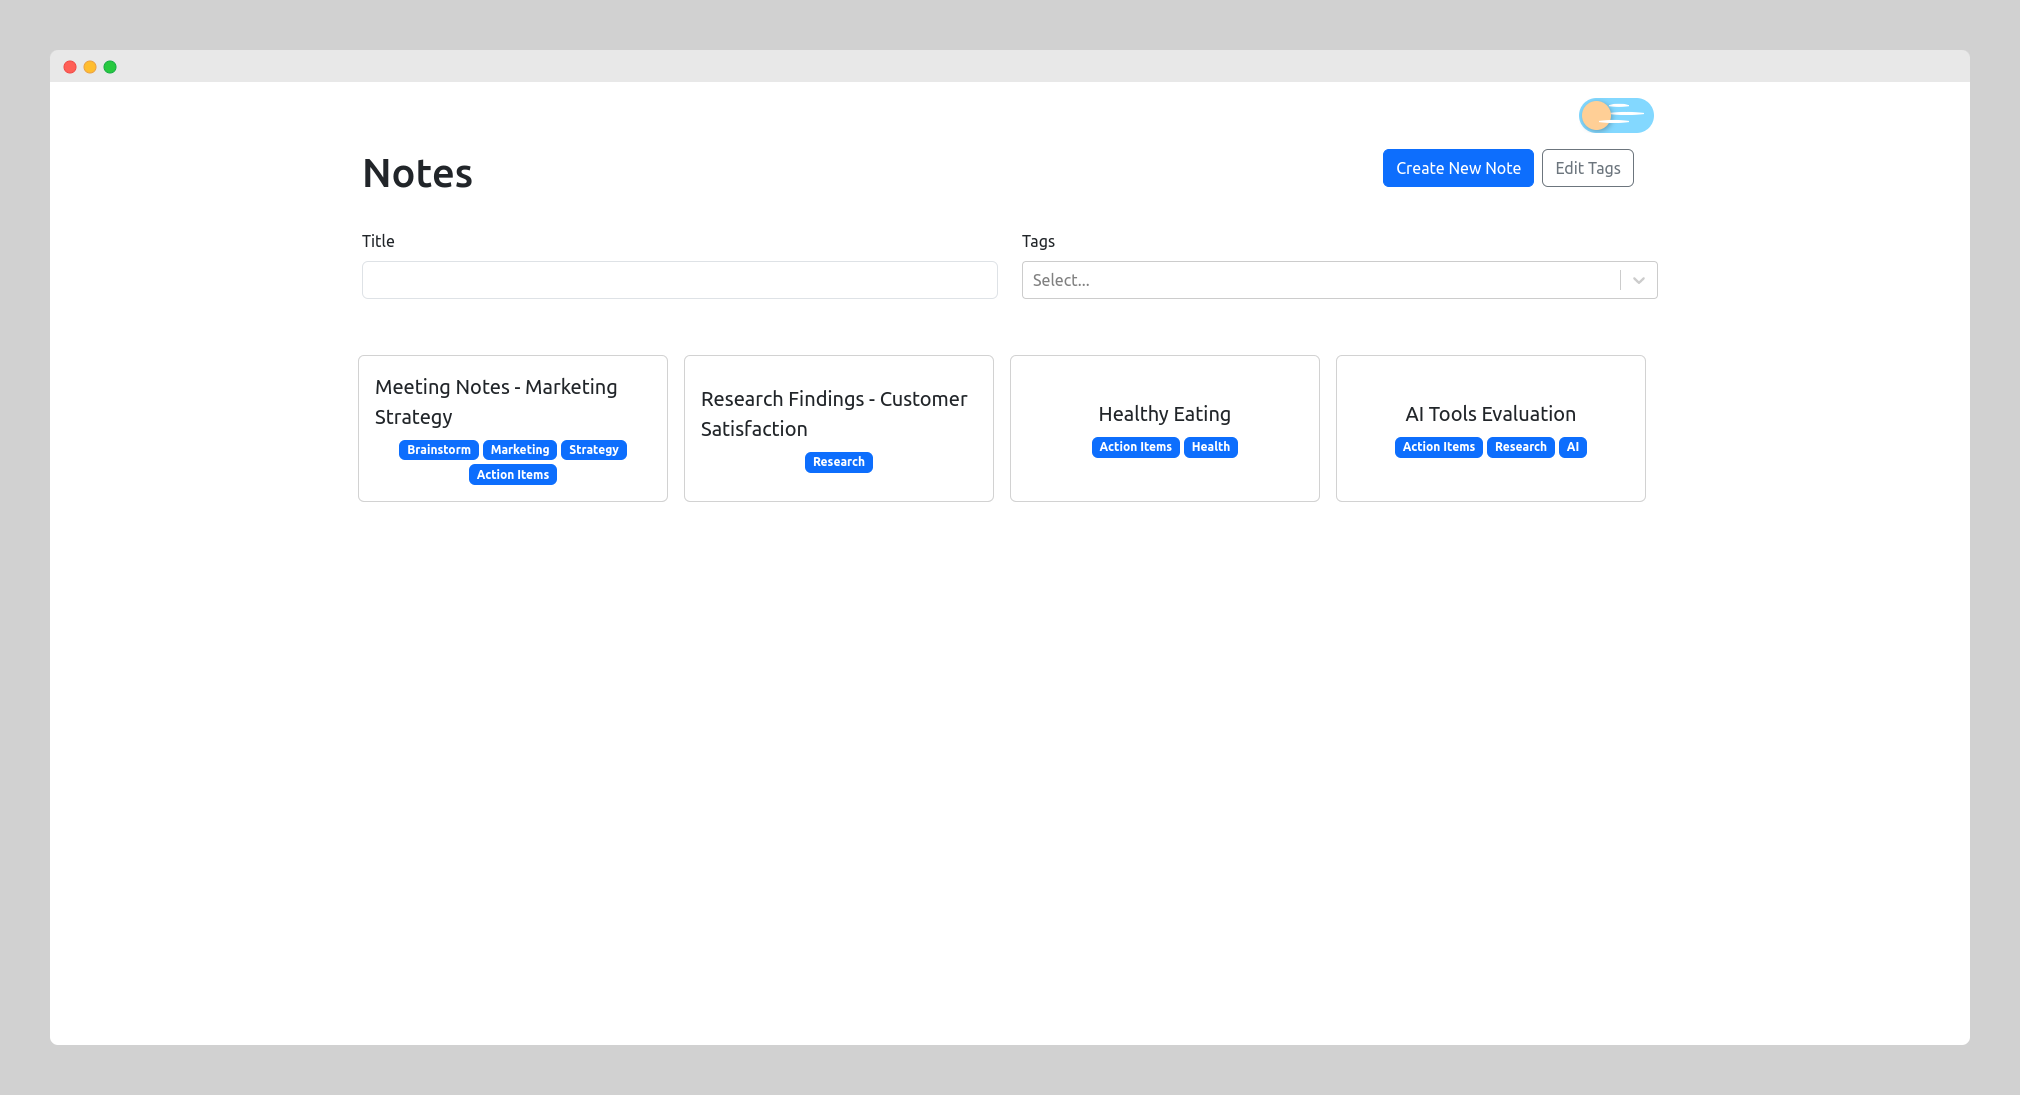 Notes
Create New Note
Edit Tags
Title
Tags
Select...
Meeting Notes - Marketing
Strategy
Brainstorm Marketing Strategy
Action Items
Research Findings - Customer
Satisfaction
Research
Healthy Eating
Action Items Health
AI Tools Evaluation
Action Items Research AI